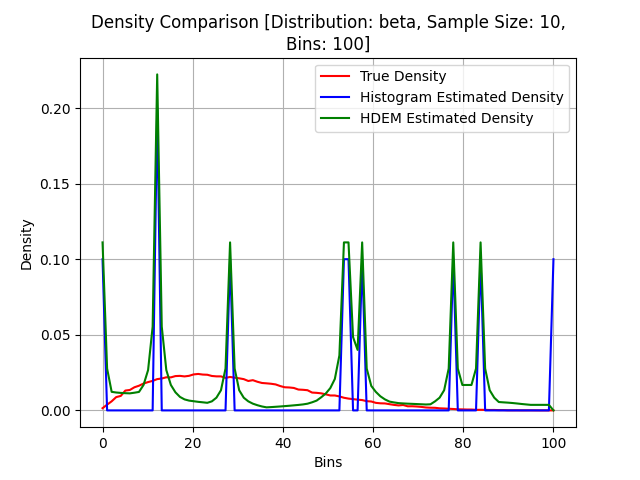 Density Comparison [Distribution: beta, Sample Size: 10,
Bins: 100]
True Density
Histogram Estimated Density
HDEM Estimated Density
Density
0.20
0.15
0.10
0.05
0.00
0 20 40 60 80 100
Bins